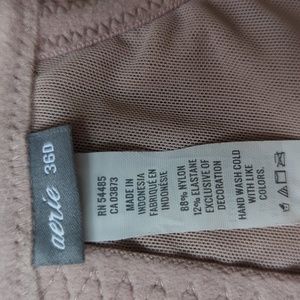 aerie 36D
RN 54485
CA 03873
MADE IN
INDONESIA
FABRIQUÉ EN
INDONÉSIE
88% NYLON
12% ELASTANE
EXCLUSIVE OF
DECORATION
HAND WASH COLD
WITH LIKE
COLORS.